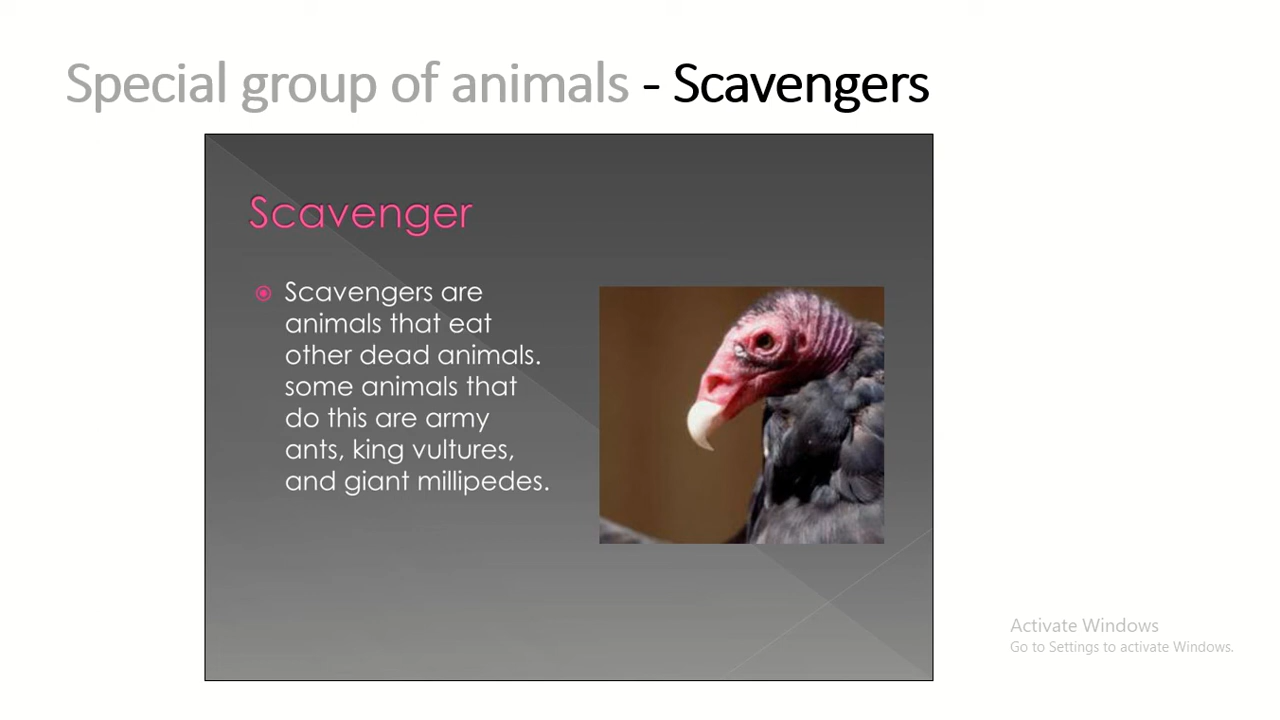 Special group of animals - Scavengers
Scavenger
Scavengers are
animals that eat
other dead animals.
some animals that
do this are army
ants, king vultures,
and giant millipedes.
Activate Windows
Go to Settings to activate Windows.